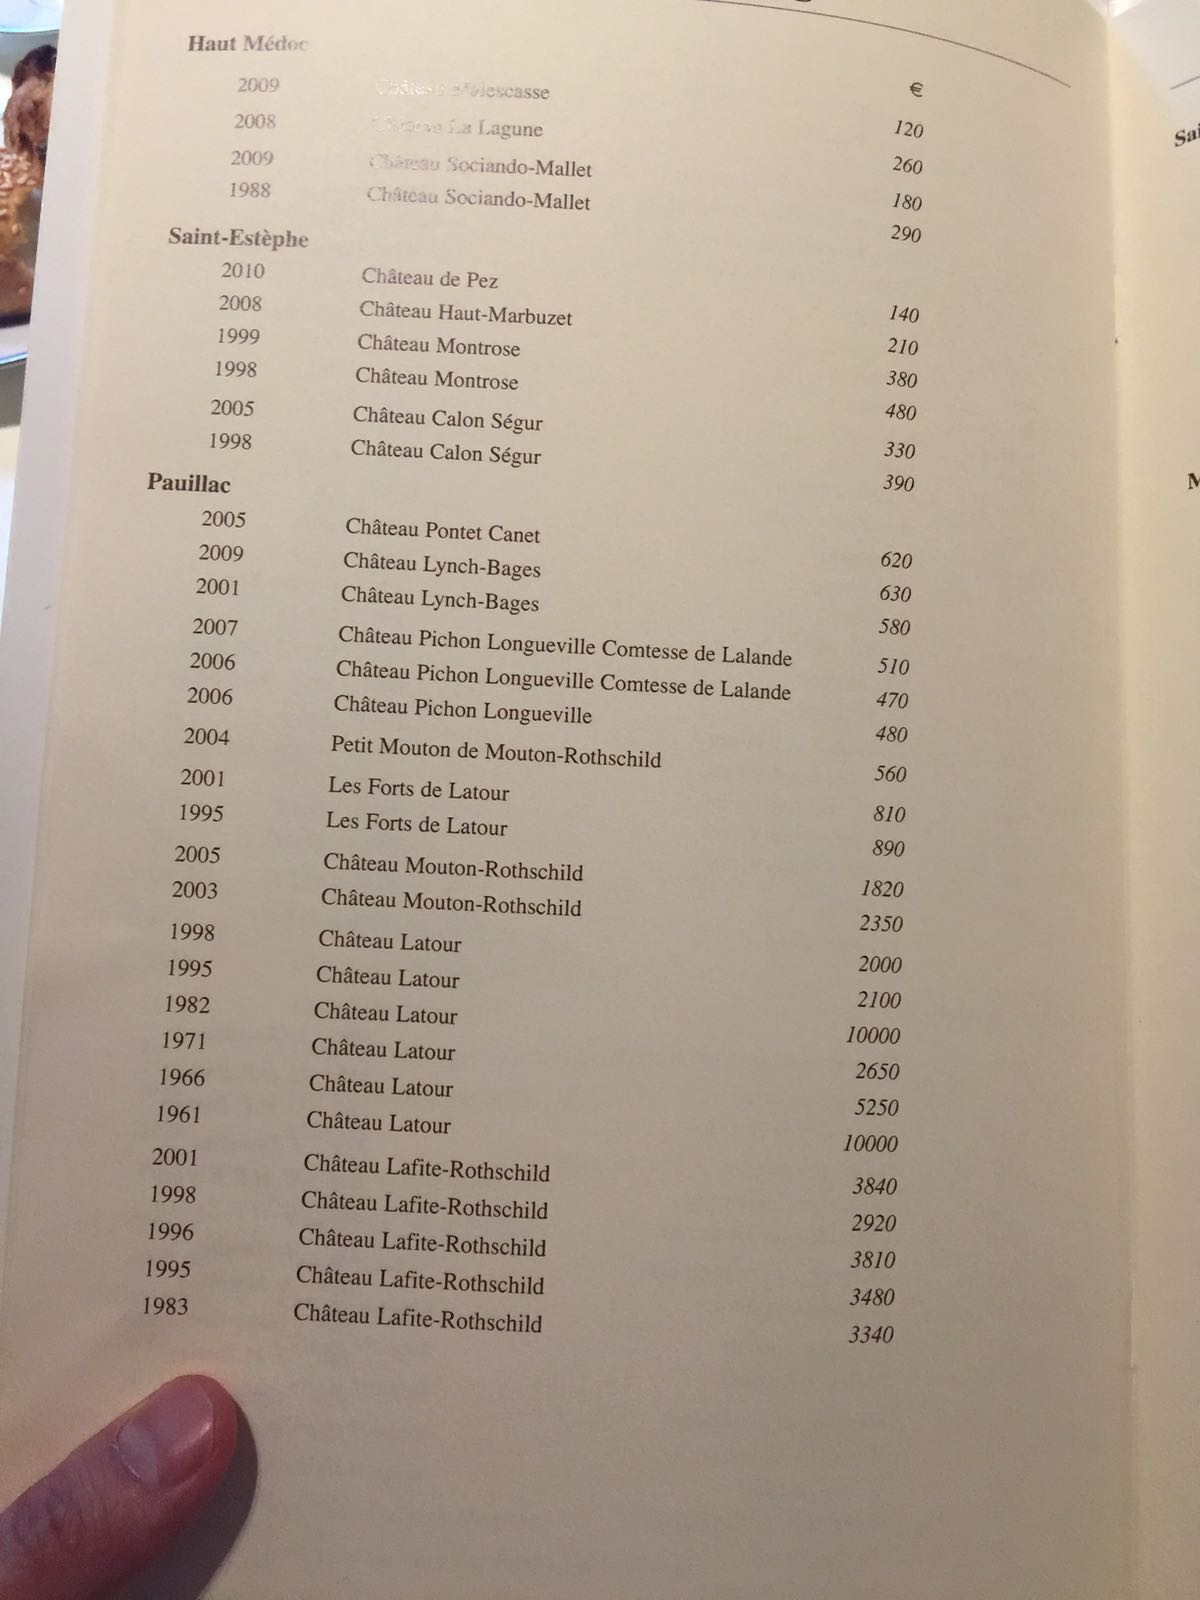 Haut Médoc
€
2009 Château Malescasse 120
2008 Château La Lagune 260
2009 Château Sociando-Mallet 180
1988 Château Sociando-Mallet 290
Saint-Estèphe
2010 Château de Pez 140
2008 Château Haut-Marbuzet 210
1999 Château Montrose 380
1998 Château Montrose 480
2005 Château Calon Ségur 330
1998 Château Calon Ségur 390
Pauillac
2005 Château Pontet Canet 620
2009 Château Lynch-Bages 630
2001 Château Lynch-Bages 580
2007 Château Pichon Longueville Comtesse de Lalande 510
2006 Château Pichon Longueville Comtesse de Lalande 470
2006 Château Pichon Longueville 480
2004 Petit Mouton de Mouton-Rothschild 560
2001 Les Forts de Latour 810
1995 Les Forts de Latour 890
2005 Château Mouton-Rothschild 1820
2003 Château Mouton-Rothschild 2350
1998 Château Latour 2000
1995 Château Latour 2100
1982 Château Latour 10000
1971 Château Latour 2650
1966 Château Latour 5250
1961 Château Latour 10000
2001 Château Lafite-Rothschild 3840
1998 Château Lafite-Rothschild 2920
1996 Château Lafite-Rothschild 3810
1995 Château Lafite-Rothschild 3480
1983 Château Lafite-Rothschild 3340